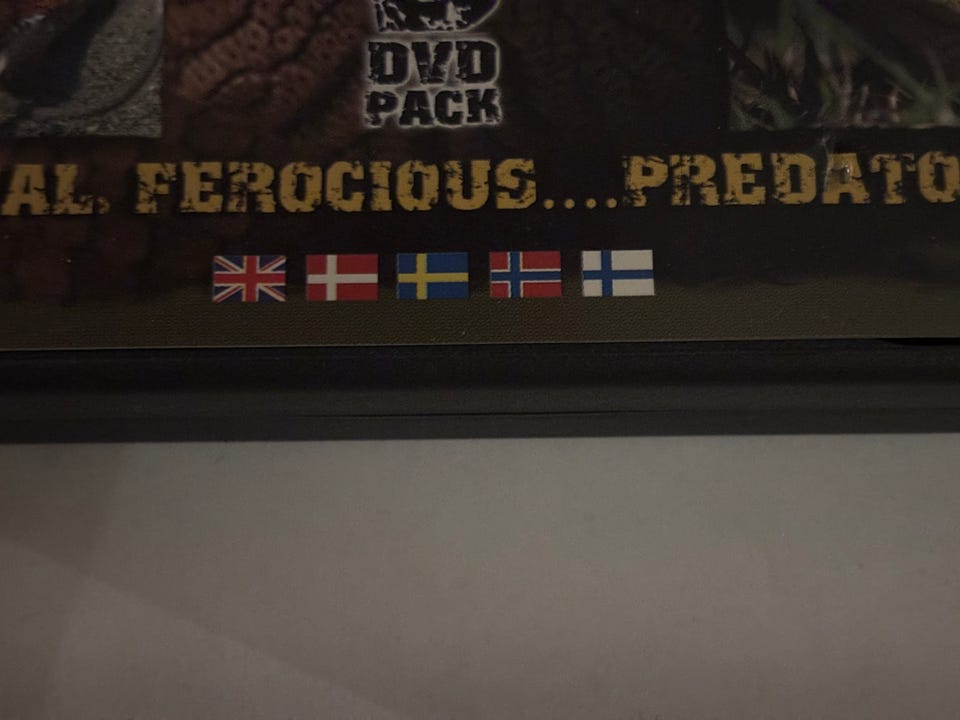 DVD
PACK
AL. FEROCIOUS....PREDATO